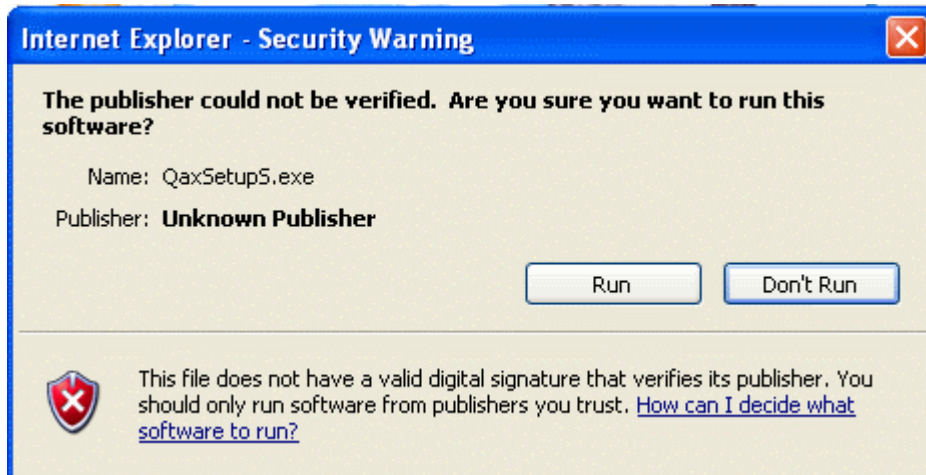 Internet Explorer - Security Warning
The publisher could not be verified. Are you sure you want to run this
software?
Name: QaxSetupS.exe
Publisher: Unknown Publisher
Run Don't Run
This file does not have a valid digital signature that verifies its publisher. You
should only run software from publishers you trust. How can I decide what
software to run?